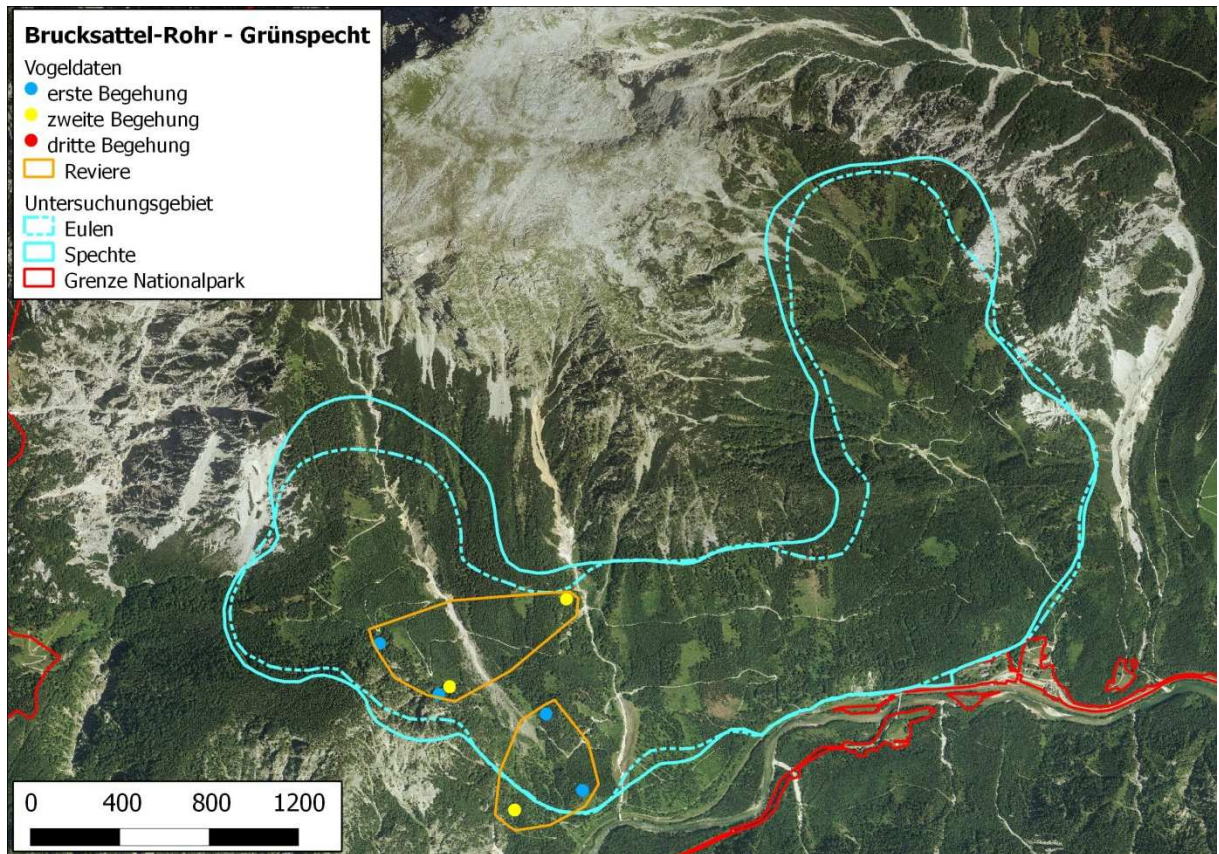 Brucksattel-Rohr - Grünspecht
Vogeldaten
erste Begehung
zweite Begehung
dritte Begehung
Reviere
Untersuchungsgebiet
Eulen
Spechte
Grenze Nationalpark
0 400 800 1200